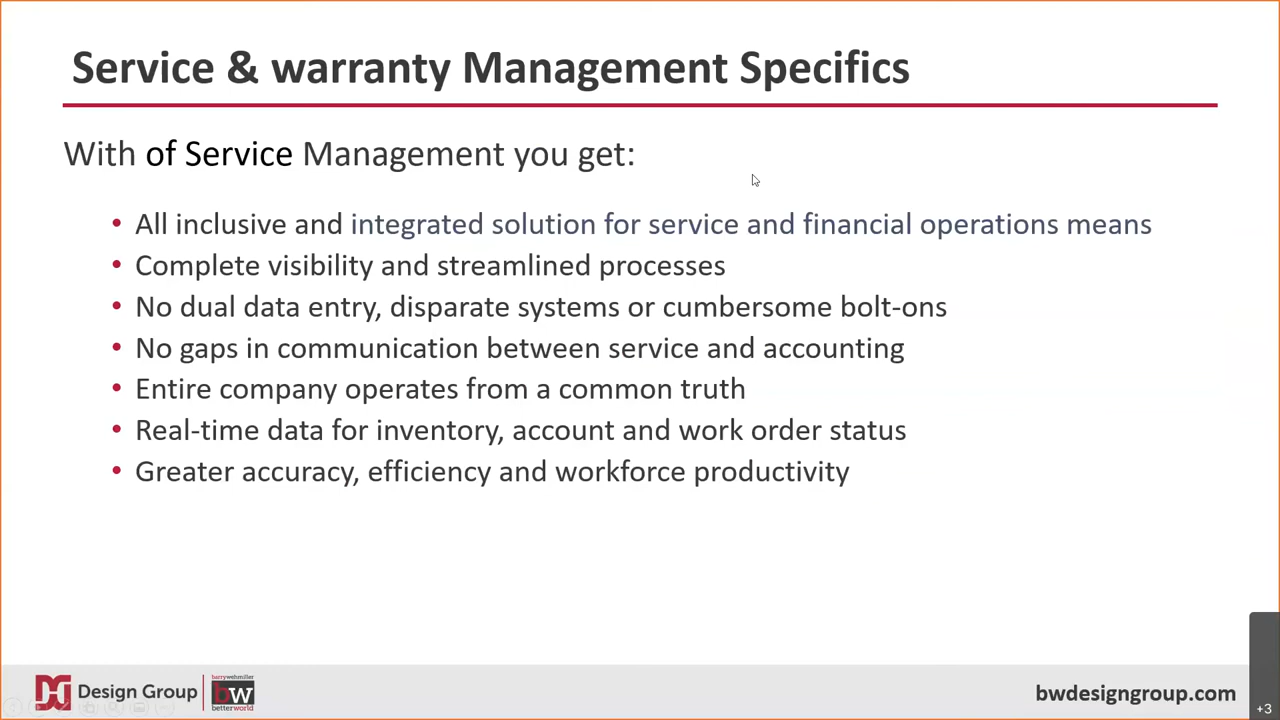 Service & warranty Management Specifics
With of Service Management you get:
• All inclusive and integrated solution for service and financial operations means
• Complete visibility and streamlined processes
• No dual data entry, disparate systems or cumbersome bolt-ons
• No gaps in communication between service and accounting
• Entire company operates from a common truth
• Real-time data for inventory, account and work order status
• Greater accuracy, efficiency and workforce productivity
Design Group
barrywehmiller
bw
betterworld
bwdesigngroup.com
+3